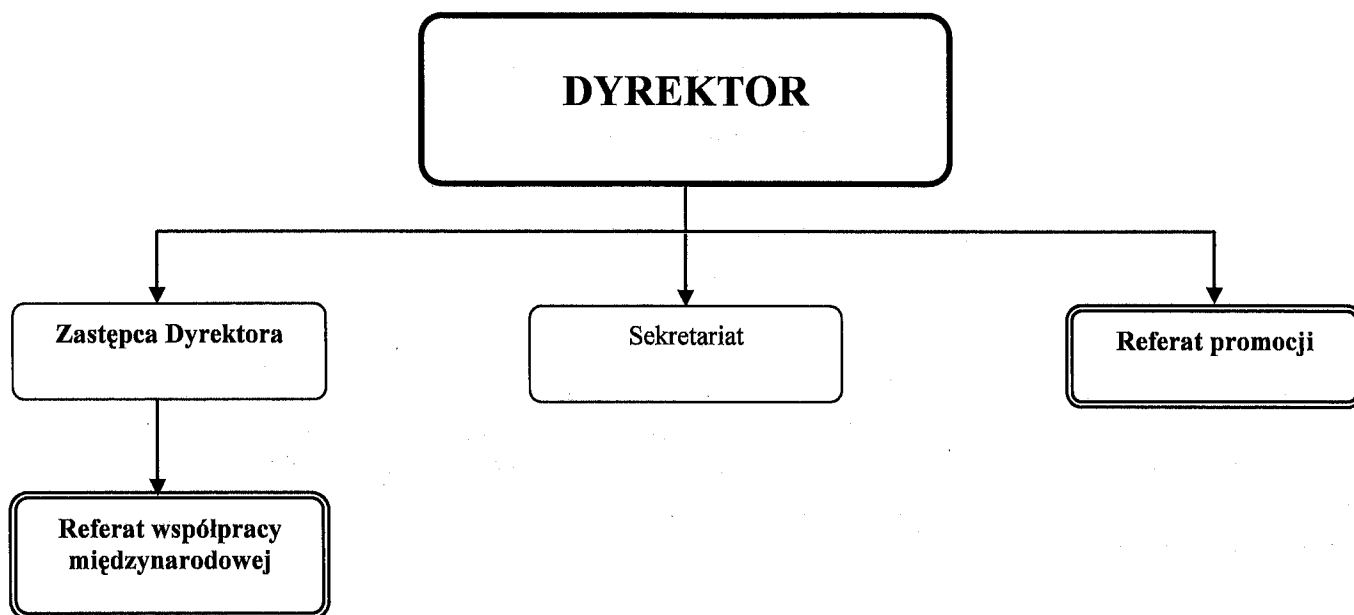 DYREKTOR
Zastępca Dyrektora
Sekretariat
Referat promocji
Referat współpracy
międzynarodowej